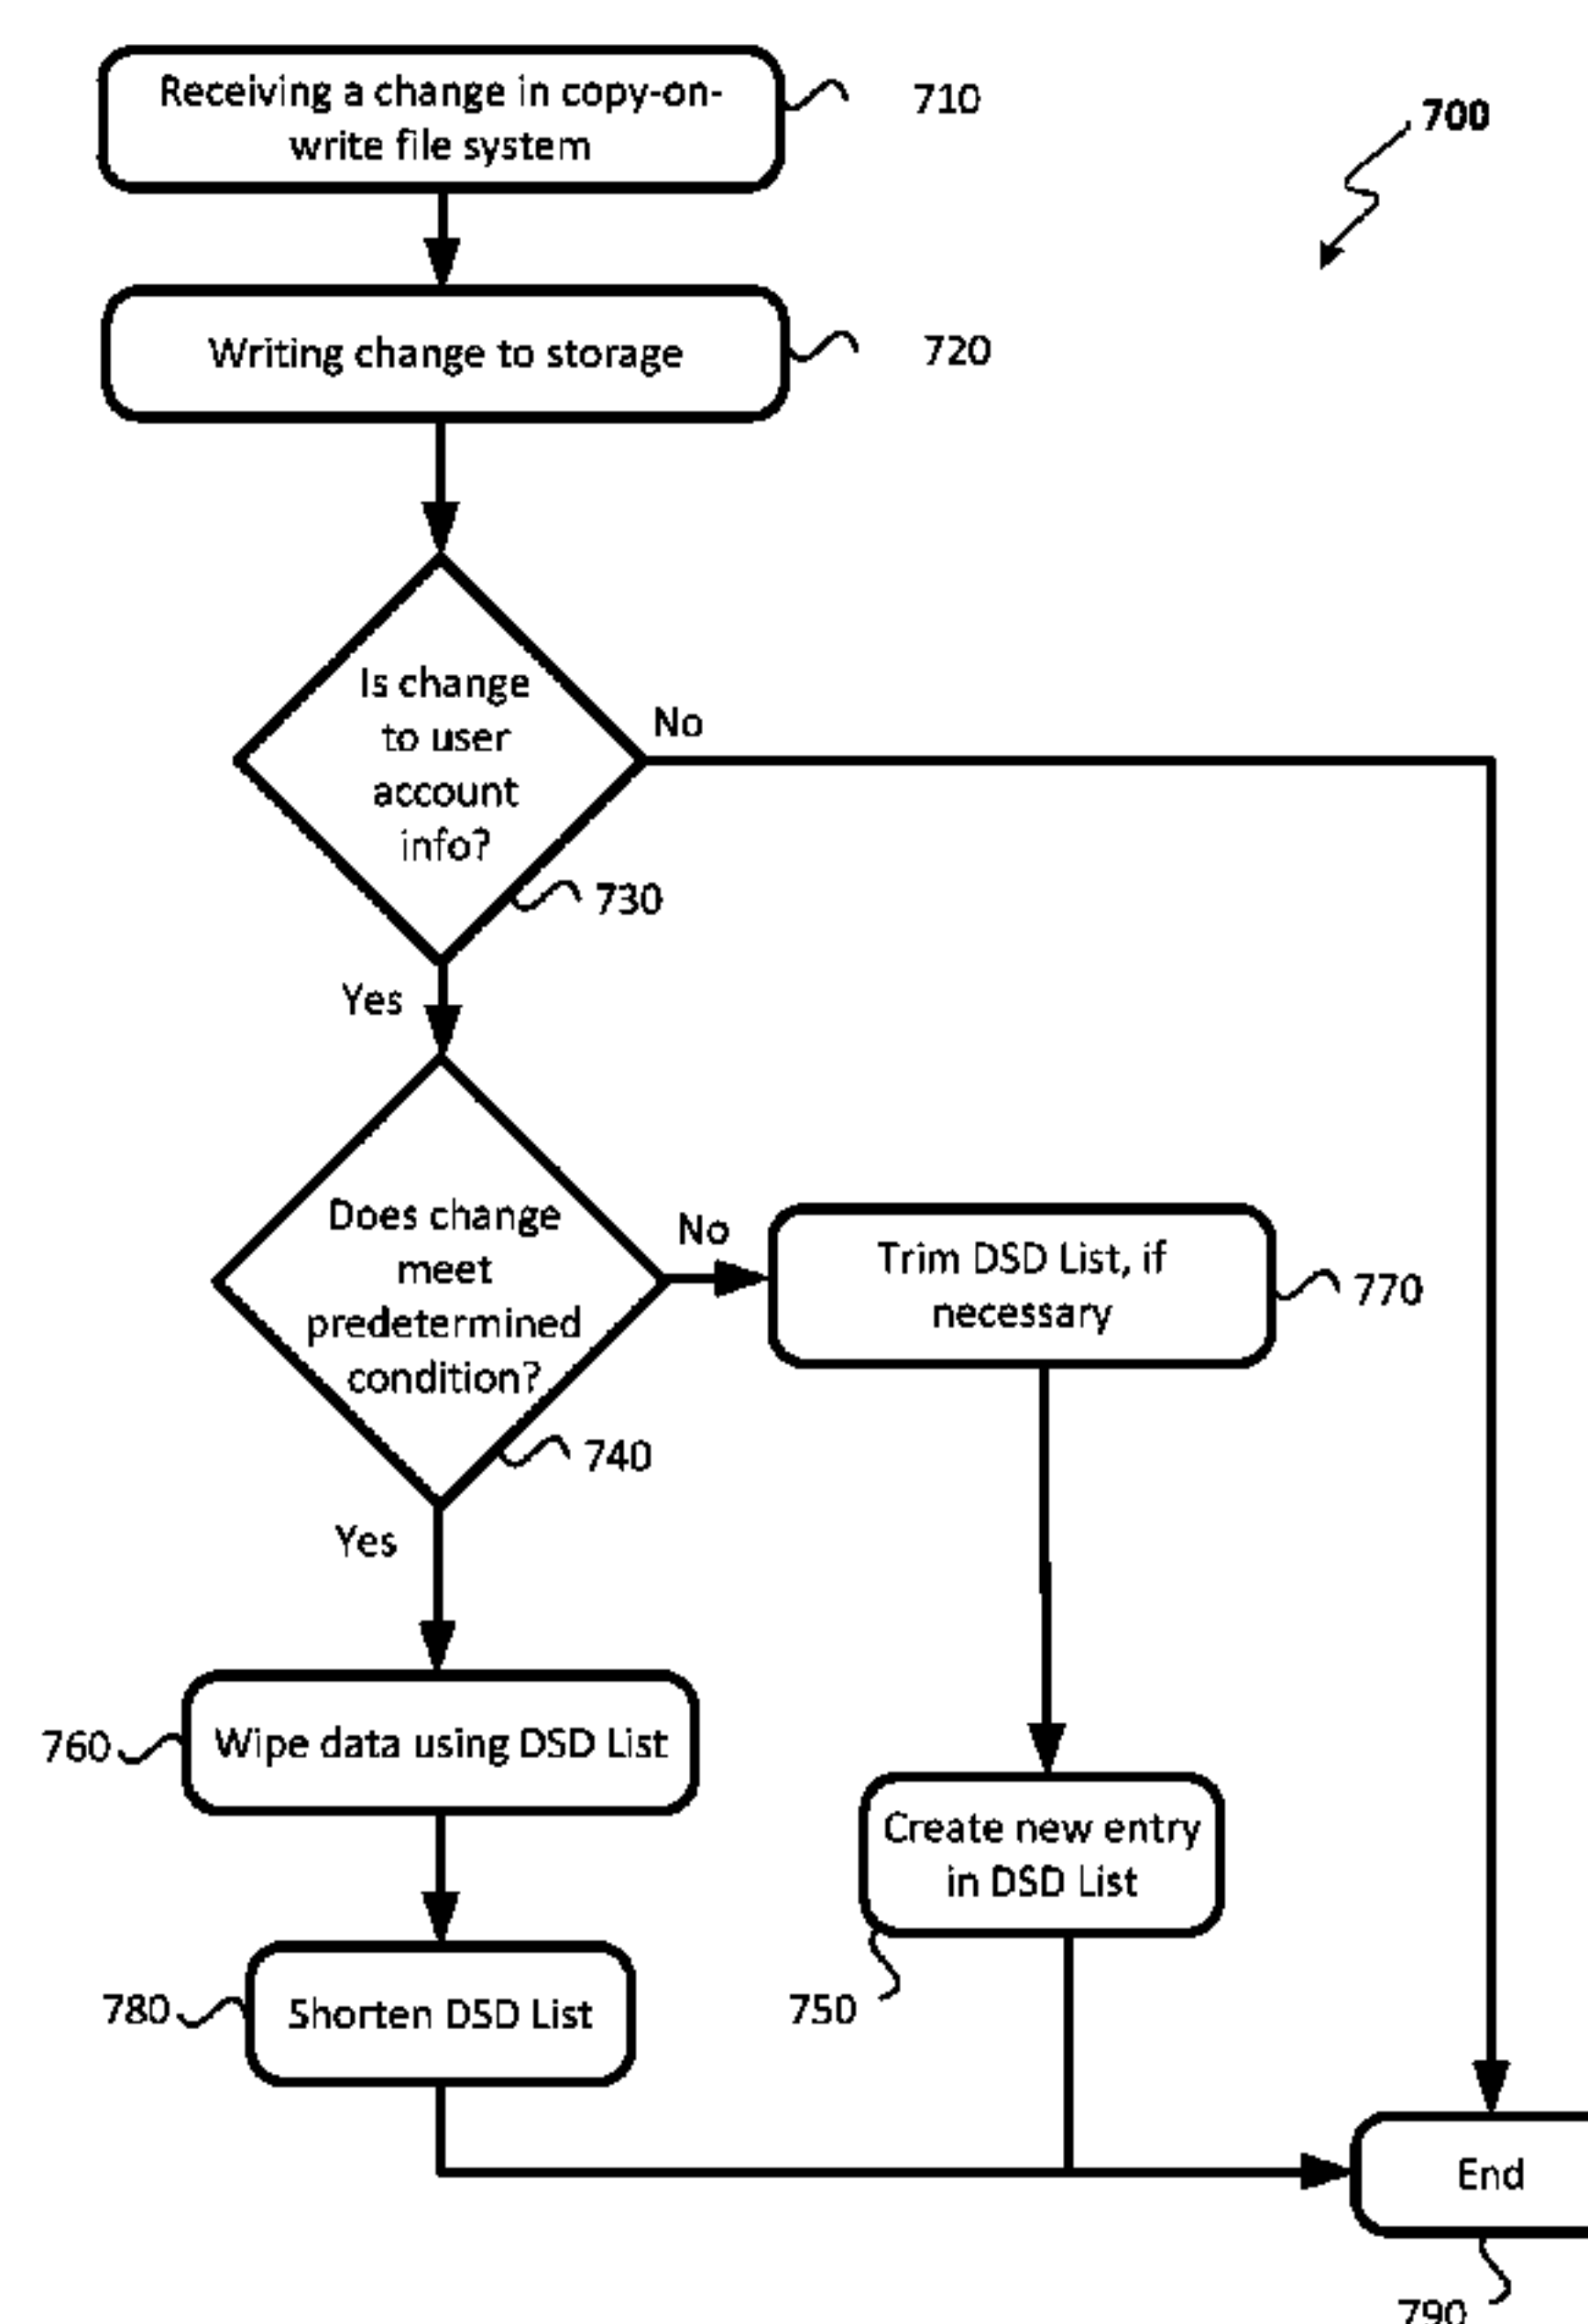 Receiving a change in copy-on-
write file system
710
700
Writing change to storage
720
Is change
to user
account
info?
No
730
Yes
Does change
meet
predetermined
condition?
No
740
Trim DSD List, if
necessary
770
Yes
760
Wipe data using DSD List
Create new entry
in DSD List
750
780
Shorten DSD List
End
790